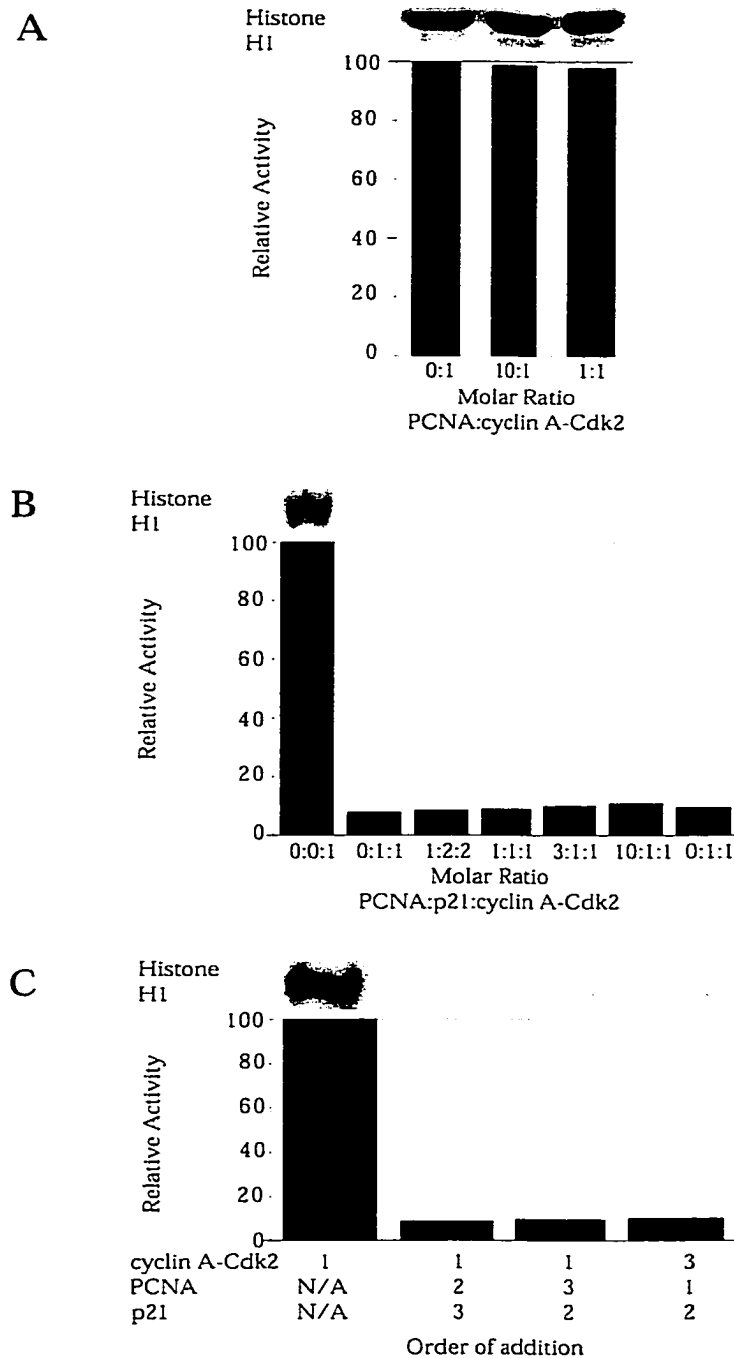 A
Histone
H1
Relative Activity
100
80
60
40
20
0
0:1 10:1 1:1
Molar Ratio
PCNA:cyclin A-Cdk2
B
Histone
H1
Relative Activity
100
80
60
40
20
0
0:0:1 0:1:1 1:2:2 1:1:1 3:1:1 10:1:1 0:1:1
Molar Ratio
PCNA:p21:cyclin A-Cdk2
C
Histone
H1
Relative Activity
100
80
60
40
20
0
cyclin A-Cdk2 1 1 1 3
PCNA N/A 2 3 1
p21 N/A 3 2 2
Order of addition